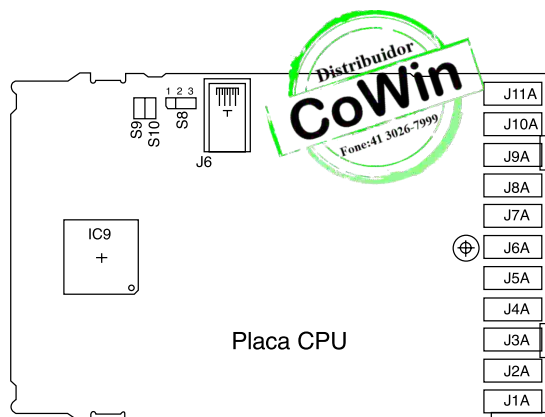 Distribuidor
CoWin
Fone:41 3026-7999
1 2 3
S9
S10
S8
J6
IC9
Placa CPU
J11A
J10A
J9A
J8A
J7A
J6A
J5A
J4A
J3A
J2A
J1A